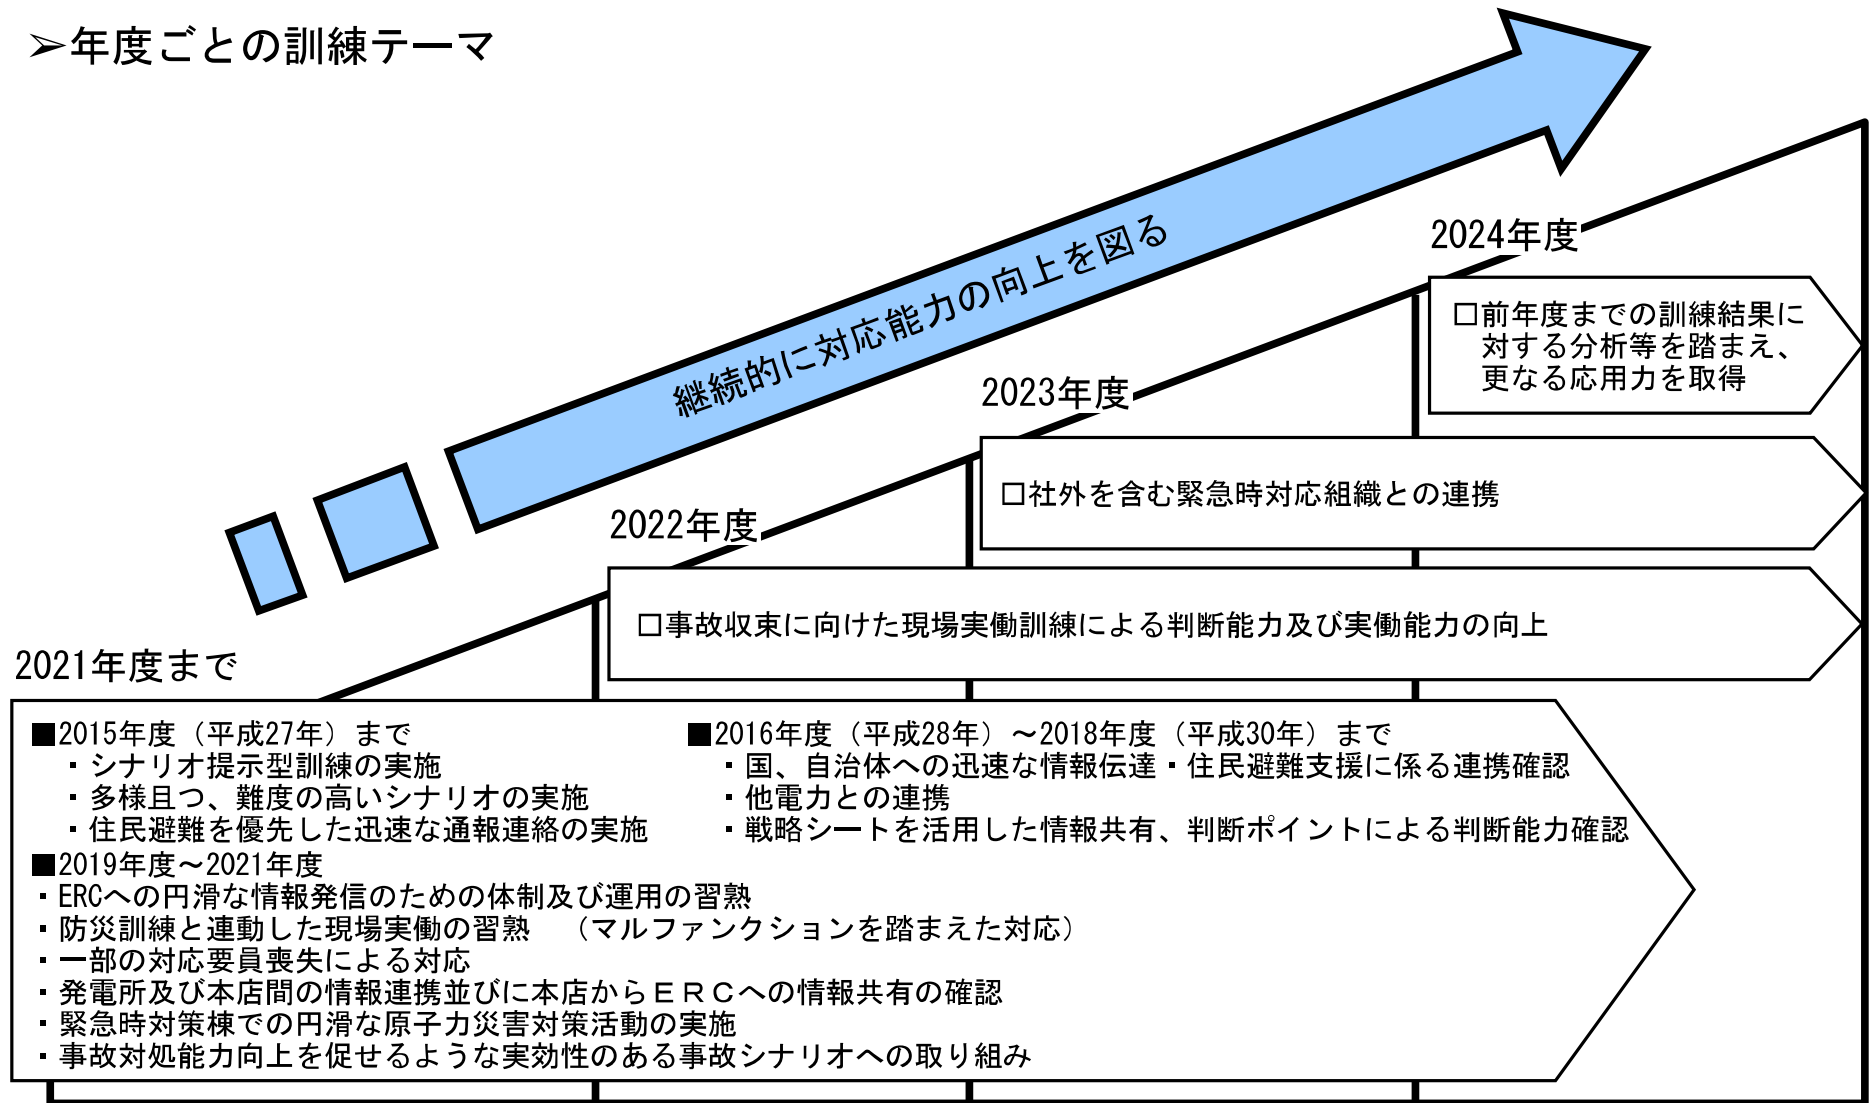 ➢年度ごとの訓練テーマ
継続的に対応能力の向上を図る
2024年度
□前年度までの訓練結果に
対する分析等を踏まえ、
更なる応用力を取得
2023年度
□社外を含む緊急時対応組織との連携
2022年度
□事故収束に向けた現場実働訓練による判断能力及び実働能力の向上
2021年度まで
■2015年度（平成27年）まで
・シナリオ提示型訓練の実施
・多様且つ、難度の高いシナリオの実施
・住民避難を優先した迅速な通報連絡の実施
■2016年度（平成28年）～2018年度（平成30年）まで
・国、自治体への迅速な情報伝達・住民避難支援に係る連携確認
・他電力との連携
・戦略シートを活用した情報共有、判断ポイントによる判断能力確認
■2019年度～2021年度
・ERCへの円滑な情報発信のための体制及び運用の習熟
・防災訓練と連動した現場実働の習熟　（マルファンクションを踏まえた対応）
・一部の対応要員喪失による対応
・発電所及び本店間の情報連携並びに本店からＥＲＣへの情報共有の確認
・緊急時対策棟での円滑な原子力災害対策活動の実施
・事故対処能力向上を促せるような実効性のある事故シナリオへの取り組み